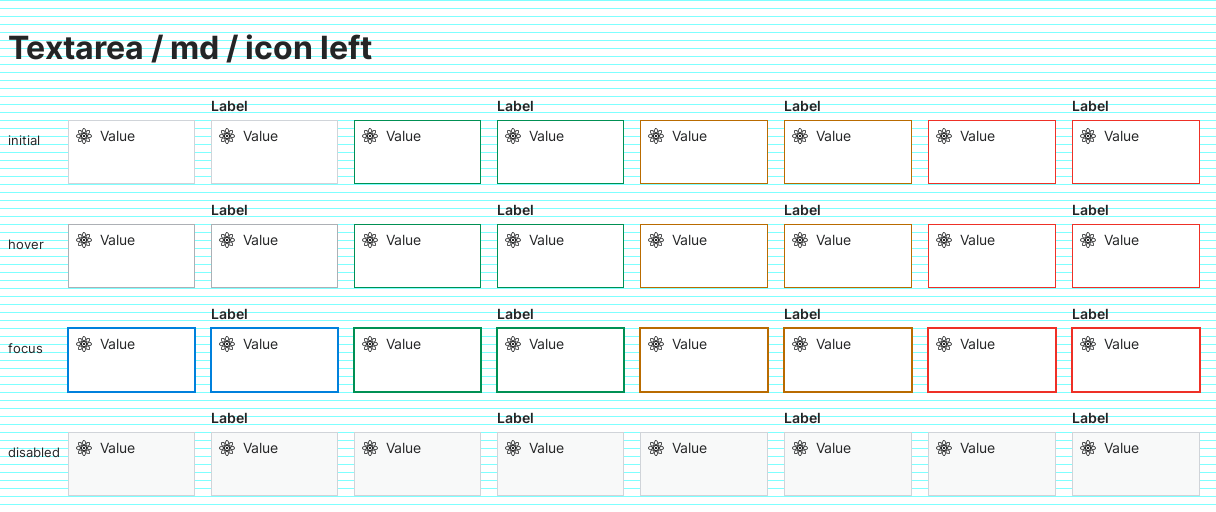 Textarea / md / icon left
Label Label Label Label
initial Value Value Value Value Value Value Value Value
Label Label Label Label
hover Value Value Value Value Value Value Value Value
Label Label Label Label
focus Value Value Value Value Value Value Value Value
Label Label Label Label
disabled Value Value Value Value Value Value Value Value